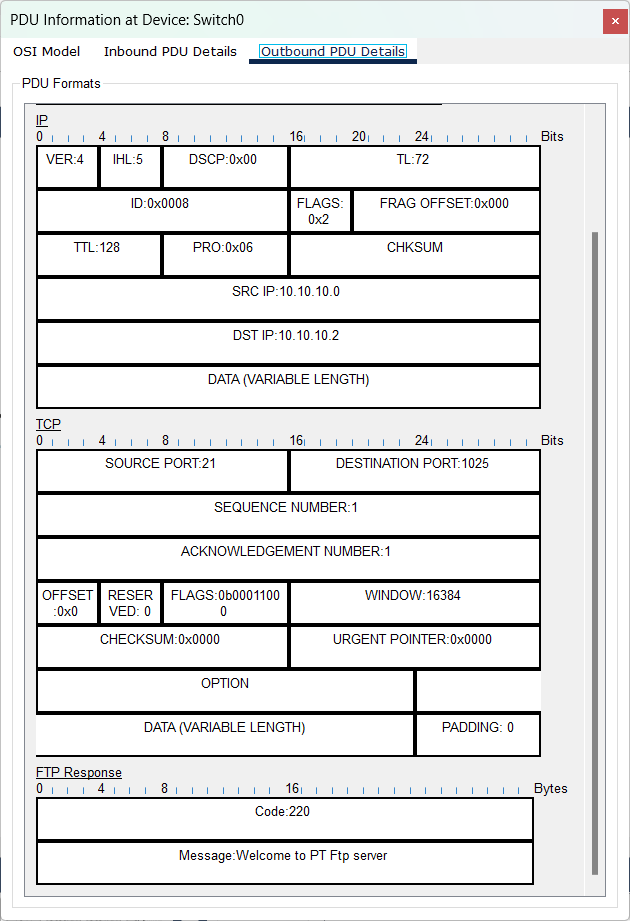 PDU Information at Device: Switch0
OSI Model Inbound PDU Details Outbound PDU Details
PDU Formats
IP
0 4 8 16 20 24 Bits
VER:4 IHL:5 DSCP:0x00 TL:72
ID:0x0008 FLAGS: FRAG OFFSET:0x000
0x2
TTL:128 PRO:0x06 CHKSUM
SRC IP:10.10.10.0
DST IP:10.10.10.2
DATA (VARIABLE LENGTH)
TCP
0 4 8 16 24 Bits
SOURCE PORT:21 DESTINATION PORT:1025
SEQUENCE NUMBER:1
ACKNOWLEDGEMENT NUMBER:1
OFFSET RESER FLAGS:0b0001100 WINDOW:16384
:0x0 VED: 0 0
CHECKSUM:0x0000 URGENT POINTER:0x0000
OPTION
DATA (VARIABLE LENGTH) PADDING: 0
FTP Response
0 4 8 16 Bytes
Code:220
Message:Welcome to PT Ftp server